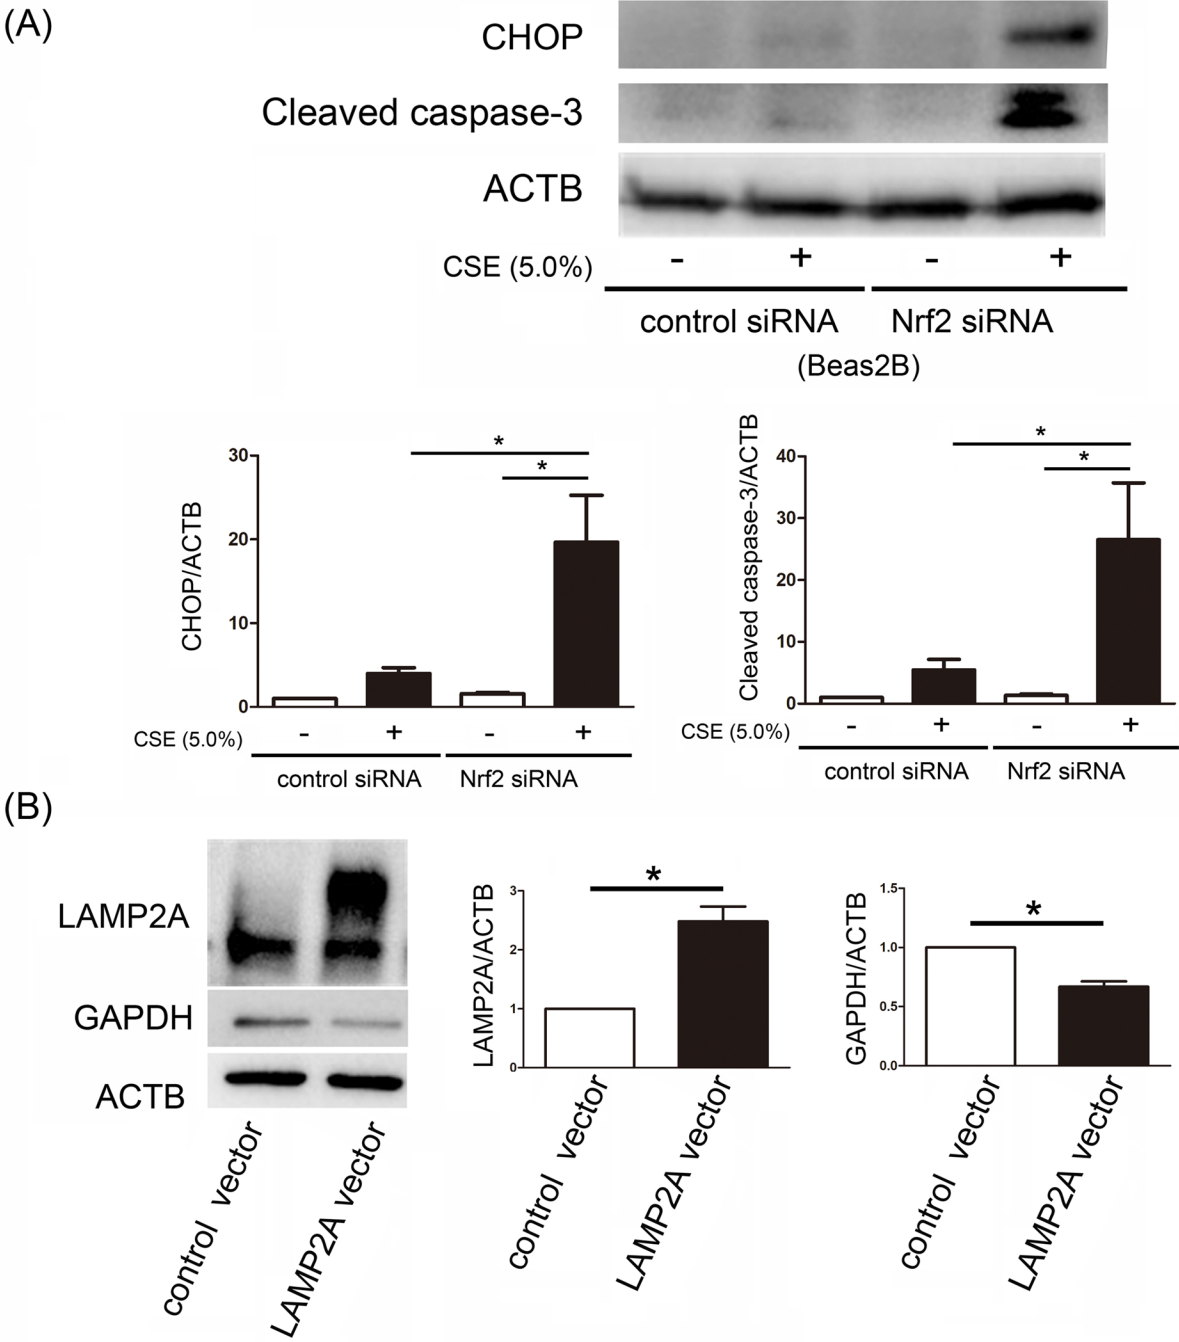 (A)
CHOP
Cleaved caspase-3
ACTB
CSE (5.0%) - + - +
control siRNA Nrf2 siRNA
(Beas2B)
CHOP/ACTB
30
20
10
0
*
*
CSE (5.0%) - + - +
control siRNA Nrf2 siRNA
Cleaved caspase-3/ACTB
40
30
20
10
0
*
*
CSE (5.0%) - + - +
control siRNA Nrf2 siRNA
(B)
LAMP2A
GAPDH
ACTB
control vector
LAMP2A vector
LAMP2A/ACTB
3
2
1
0
*
control vector
LAMP2A vector
GAPDH/ACTB
1.5
1.0
0.5
0.0
*
control vector
LAMP2A vector